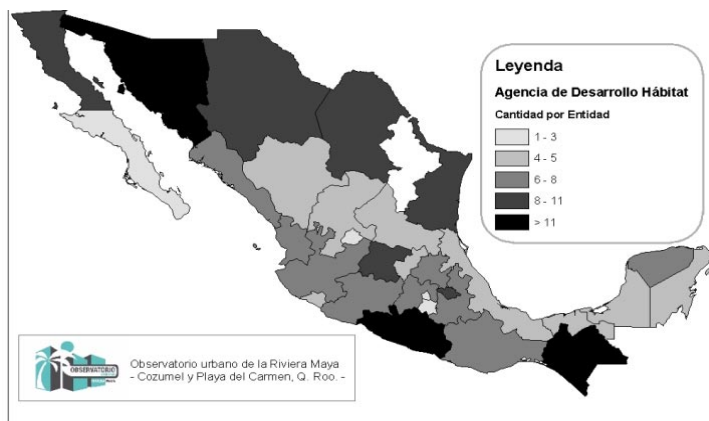 Leyenda
Agencia de Desarrollo Hábitat
Cantidad por Entidad
1 - 3
4 - 5
6 - 8
8 - 11
> 11
OBSERVATORIO
Observatorio urbano de la Riviera Maya
- Cozumel y Playa del Carmen, Q. Roo. -